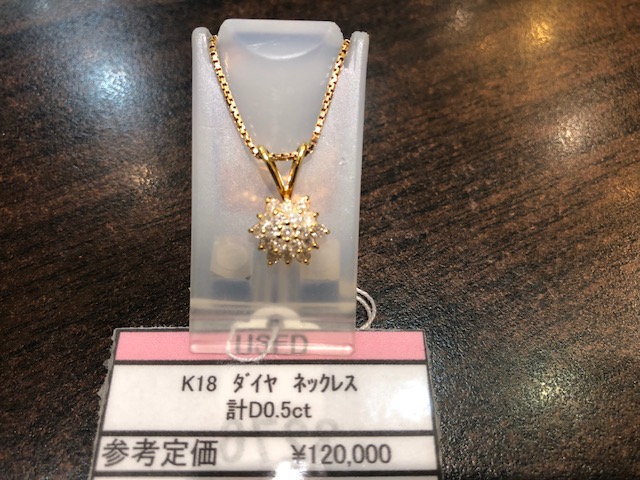 USED
K18 ダイヤ ネックレス
計D0.5ct
参考定価 ¥120,000